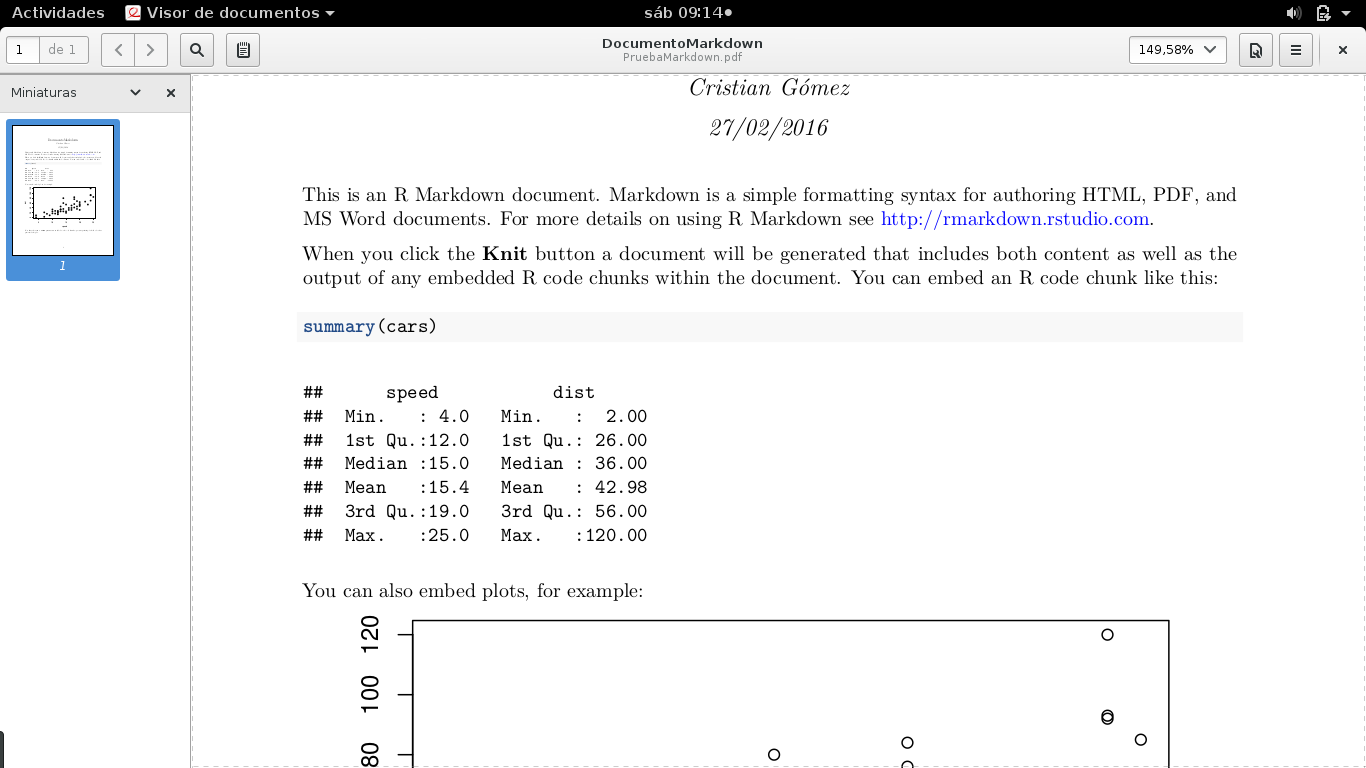 Actividades Visor de documentos sáb 09:14
1 de 1 DocumentoMarkdown 149,58%
PruebaMarkdown.pdf
Miniaturas
1
Cristian Gómez
27/02/2016
This is an R Markdown document. Markdown is a simple formatting syntax for authoring HTML, PDF, and
MS Word documents. For more details on using R Markdown see http://rmarkdown.rstudio.com.
When you click the Knit button a document will be generated that includes both content as well as the
output of any embedded R code chunks within the document. You can embed an R code chunk like this:
summary(cars)
##      speed           dist
##  Min.   : 4.0   Min.   :  2.00
##  1st Qu.:12.0   1st Qu.: 26.00
##  Median :15.0   Median : 36.00
##  Mean   :15.4   Mean   : 42.98
##  3rd Qu.:19.0   3rd Qu.: 56.00
##  Max.   :25.0   Max.   :120.00
You can also embed plots, for example:
120
100
80